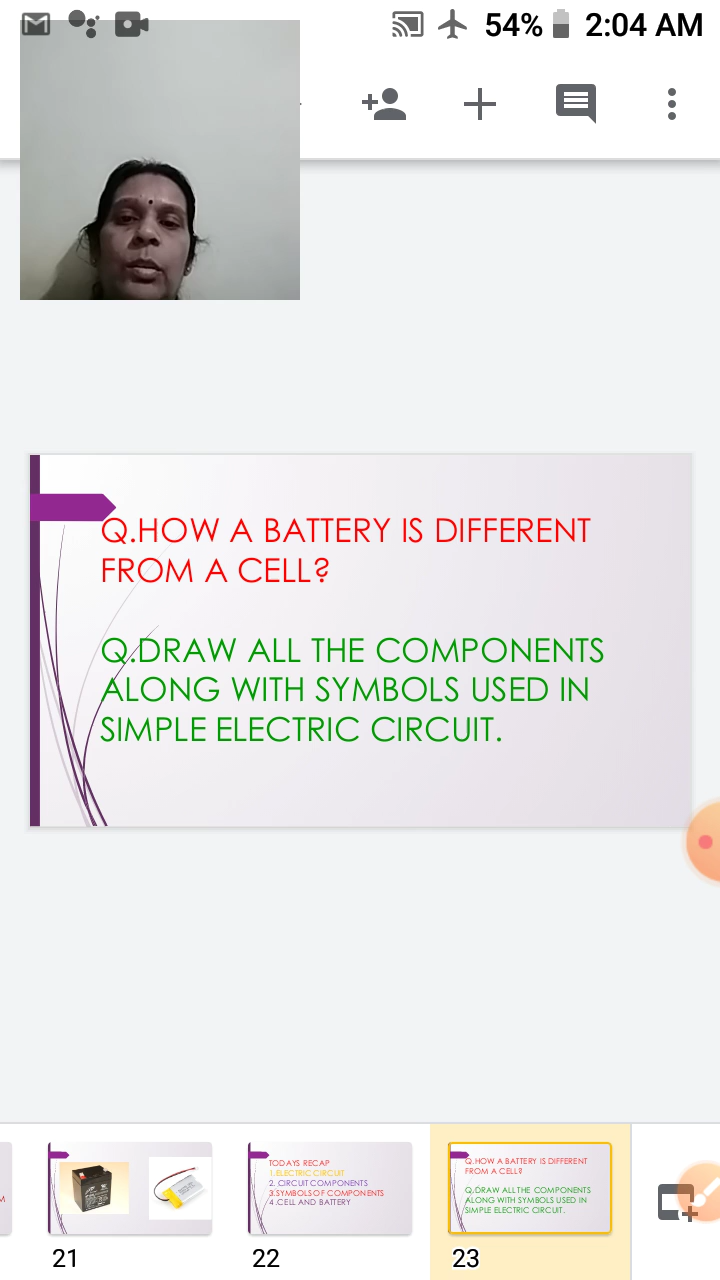 54% 2:04 AM
Q.HOW A BATTERY IS DIFFERENT
FROM A CELL?
Q.DRAW ALL THE COMPONENTS
ALONG WITH SYMBOLS USED IN
SIMPLE ELECTRIC CIRCUIT.
TODAYS RECAP
1.ELECTRIC CIRCUIT
2. CIRCUIT COMPONENTS
3.SYMBOLS OF COMPONENTS
4.CELL AND BATTERY
Q.HOW A BATTERY IS DIFFERENT
FROM A CELL?
Q.DRAW ALL THE COMPONENTS
ALONG WITH SYMBOLS USED IN
SIMPLE ELECTRIC CIRCUIT.
21
22
23